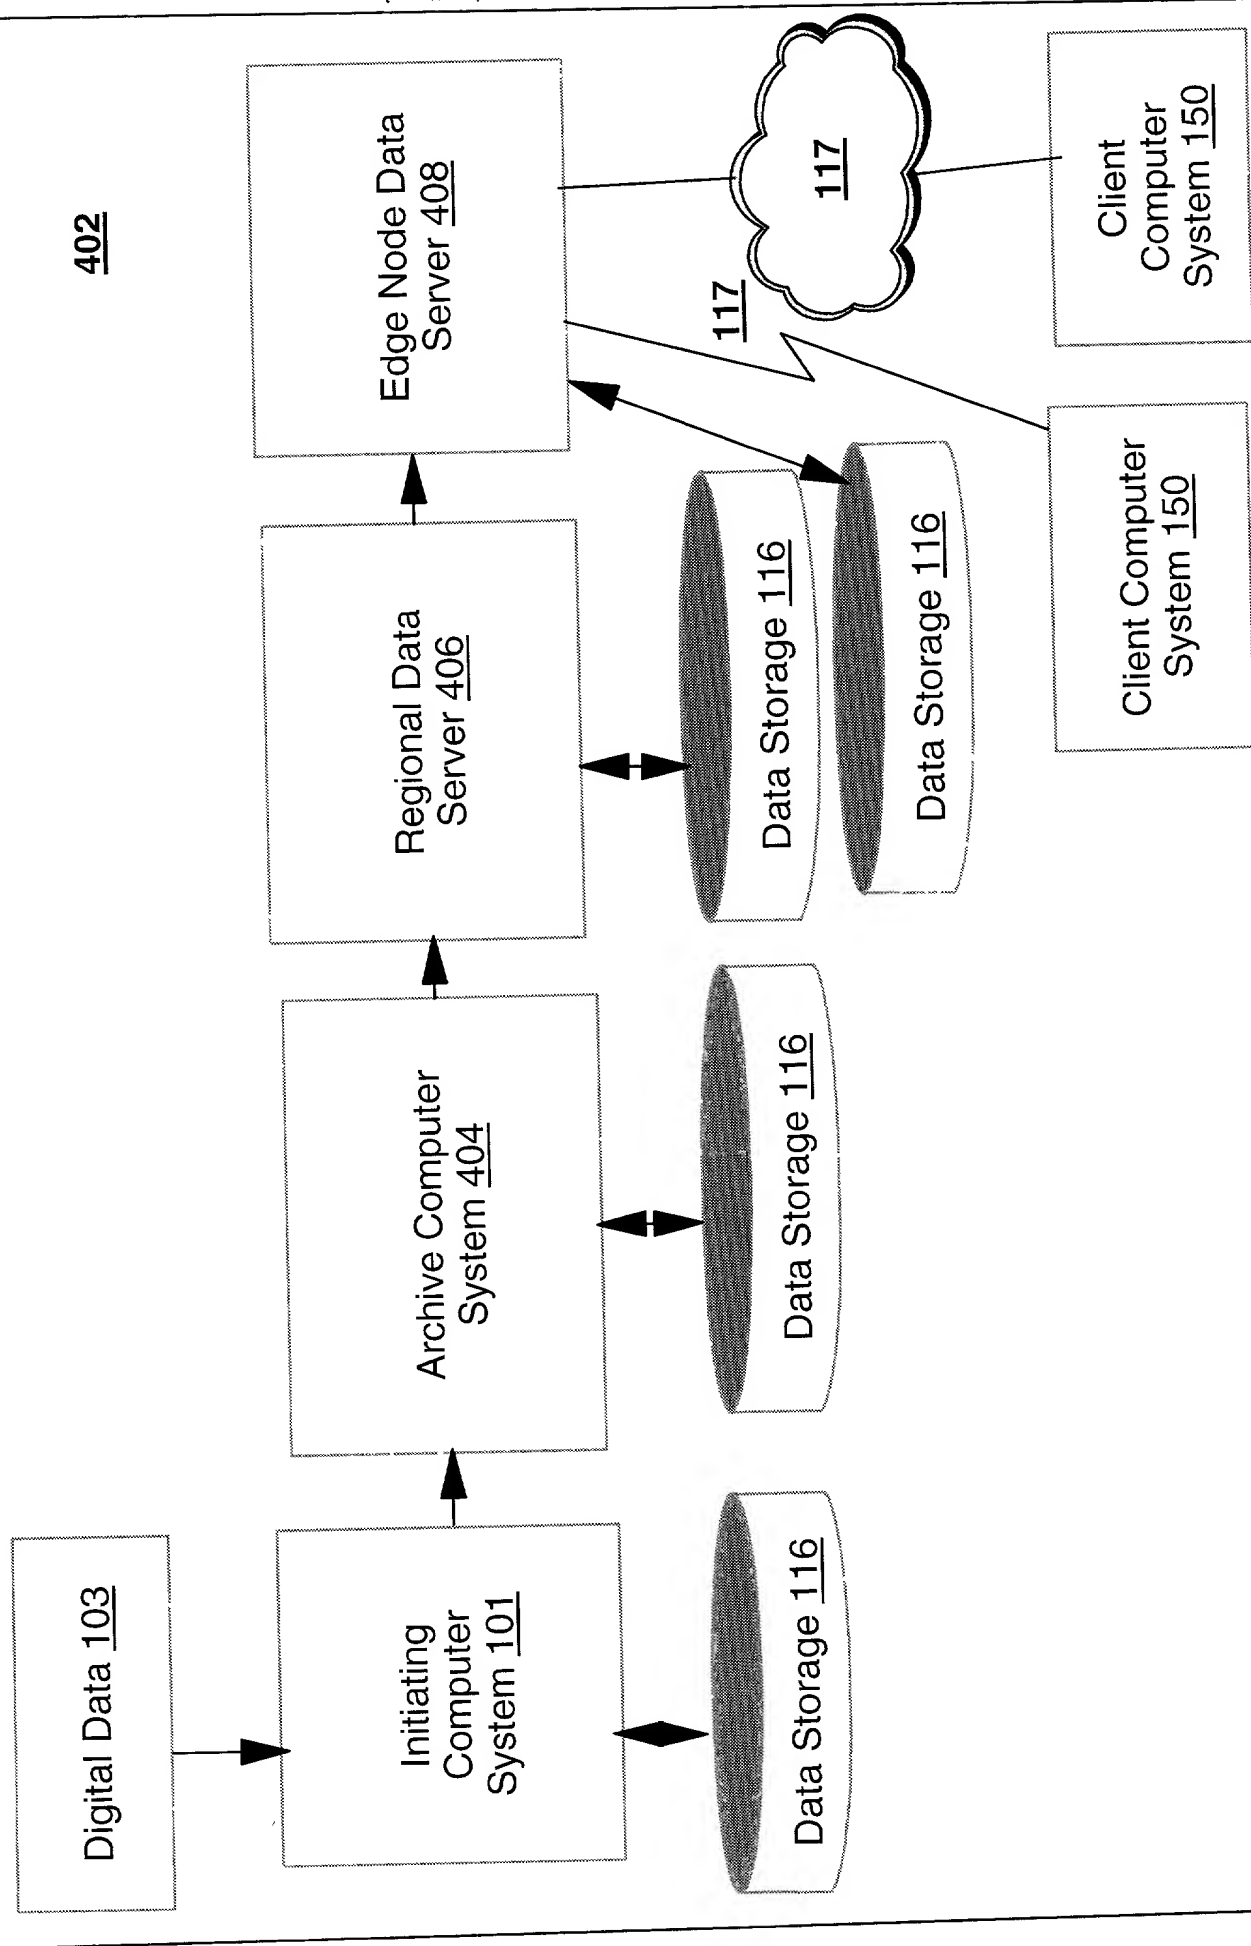 402
Digital Data 103
Initiating
Computer
System 101
Archive Computer
System 404
Regional Data
Server 406
Edge Node Data
Server 408
Data Storage 116
Data Storage 116
Data Storage 116
Data Storage 116
117
117
Client Computer
System 150
Client
Computer
System 150